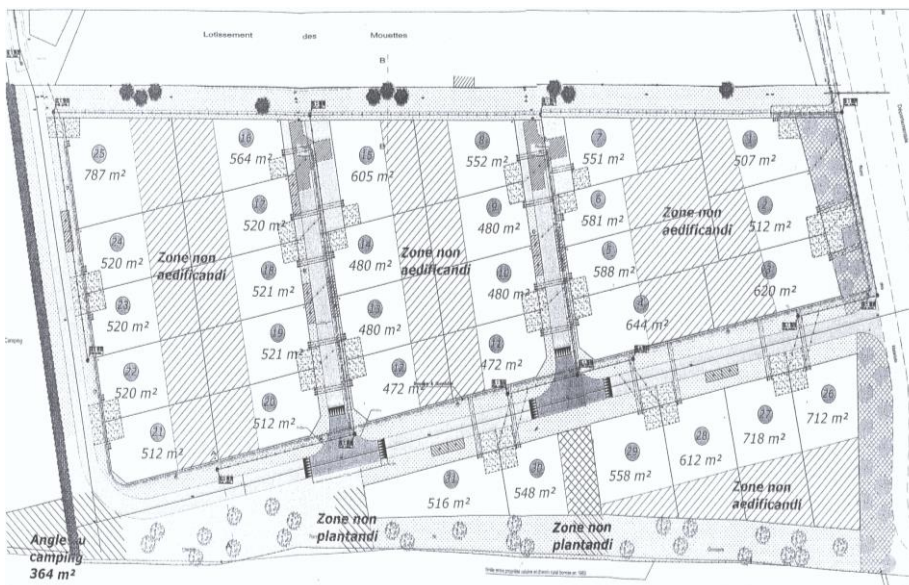 Lotissement des Mouettes
B
25
787 m²
16
564 m²
15
605 m²
8
552 m²
7
551 m²
1
507 m²
B
24
520 m²
17
520 m²
14
480 m²
9
480 m²
6
581 m²
2
512 m²
Zone non
aedificandi
Zone non
aedificandi
Zone non
aedificandi
23
520 m²
18
521 m²
13
480 m²
10
480 m²
5
588 m²
3
620 m²
22
520 m²
19
521 m²
12
472 m²
11
472 m²
4
644 m²
21
512 m²
20
512 m²
Camping
31
516 m²
30
548 m²
29
558 m²
28
612 m²
27
718 m²
26
712 m²
Zone non
aedificandi
Zone non
plantandi
Zone non
plantandi
Angle du
camping
364 m²